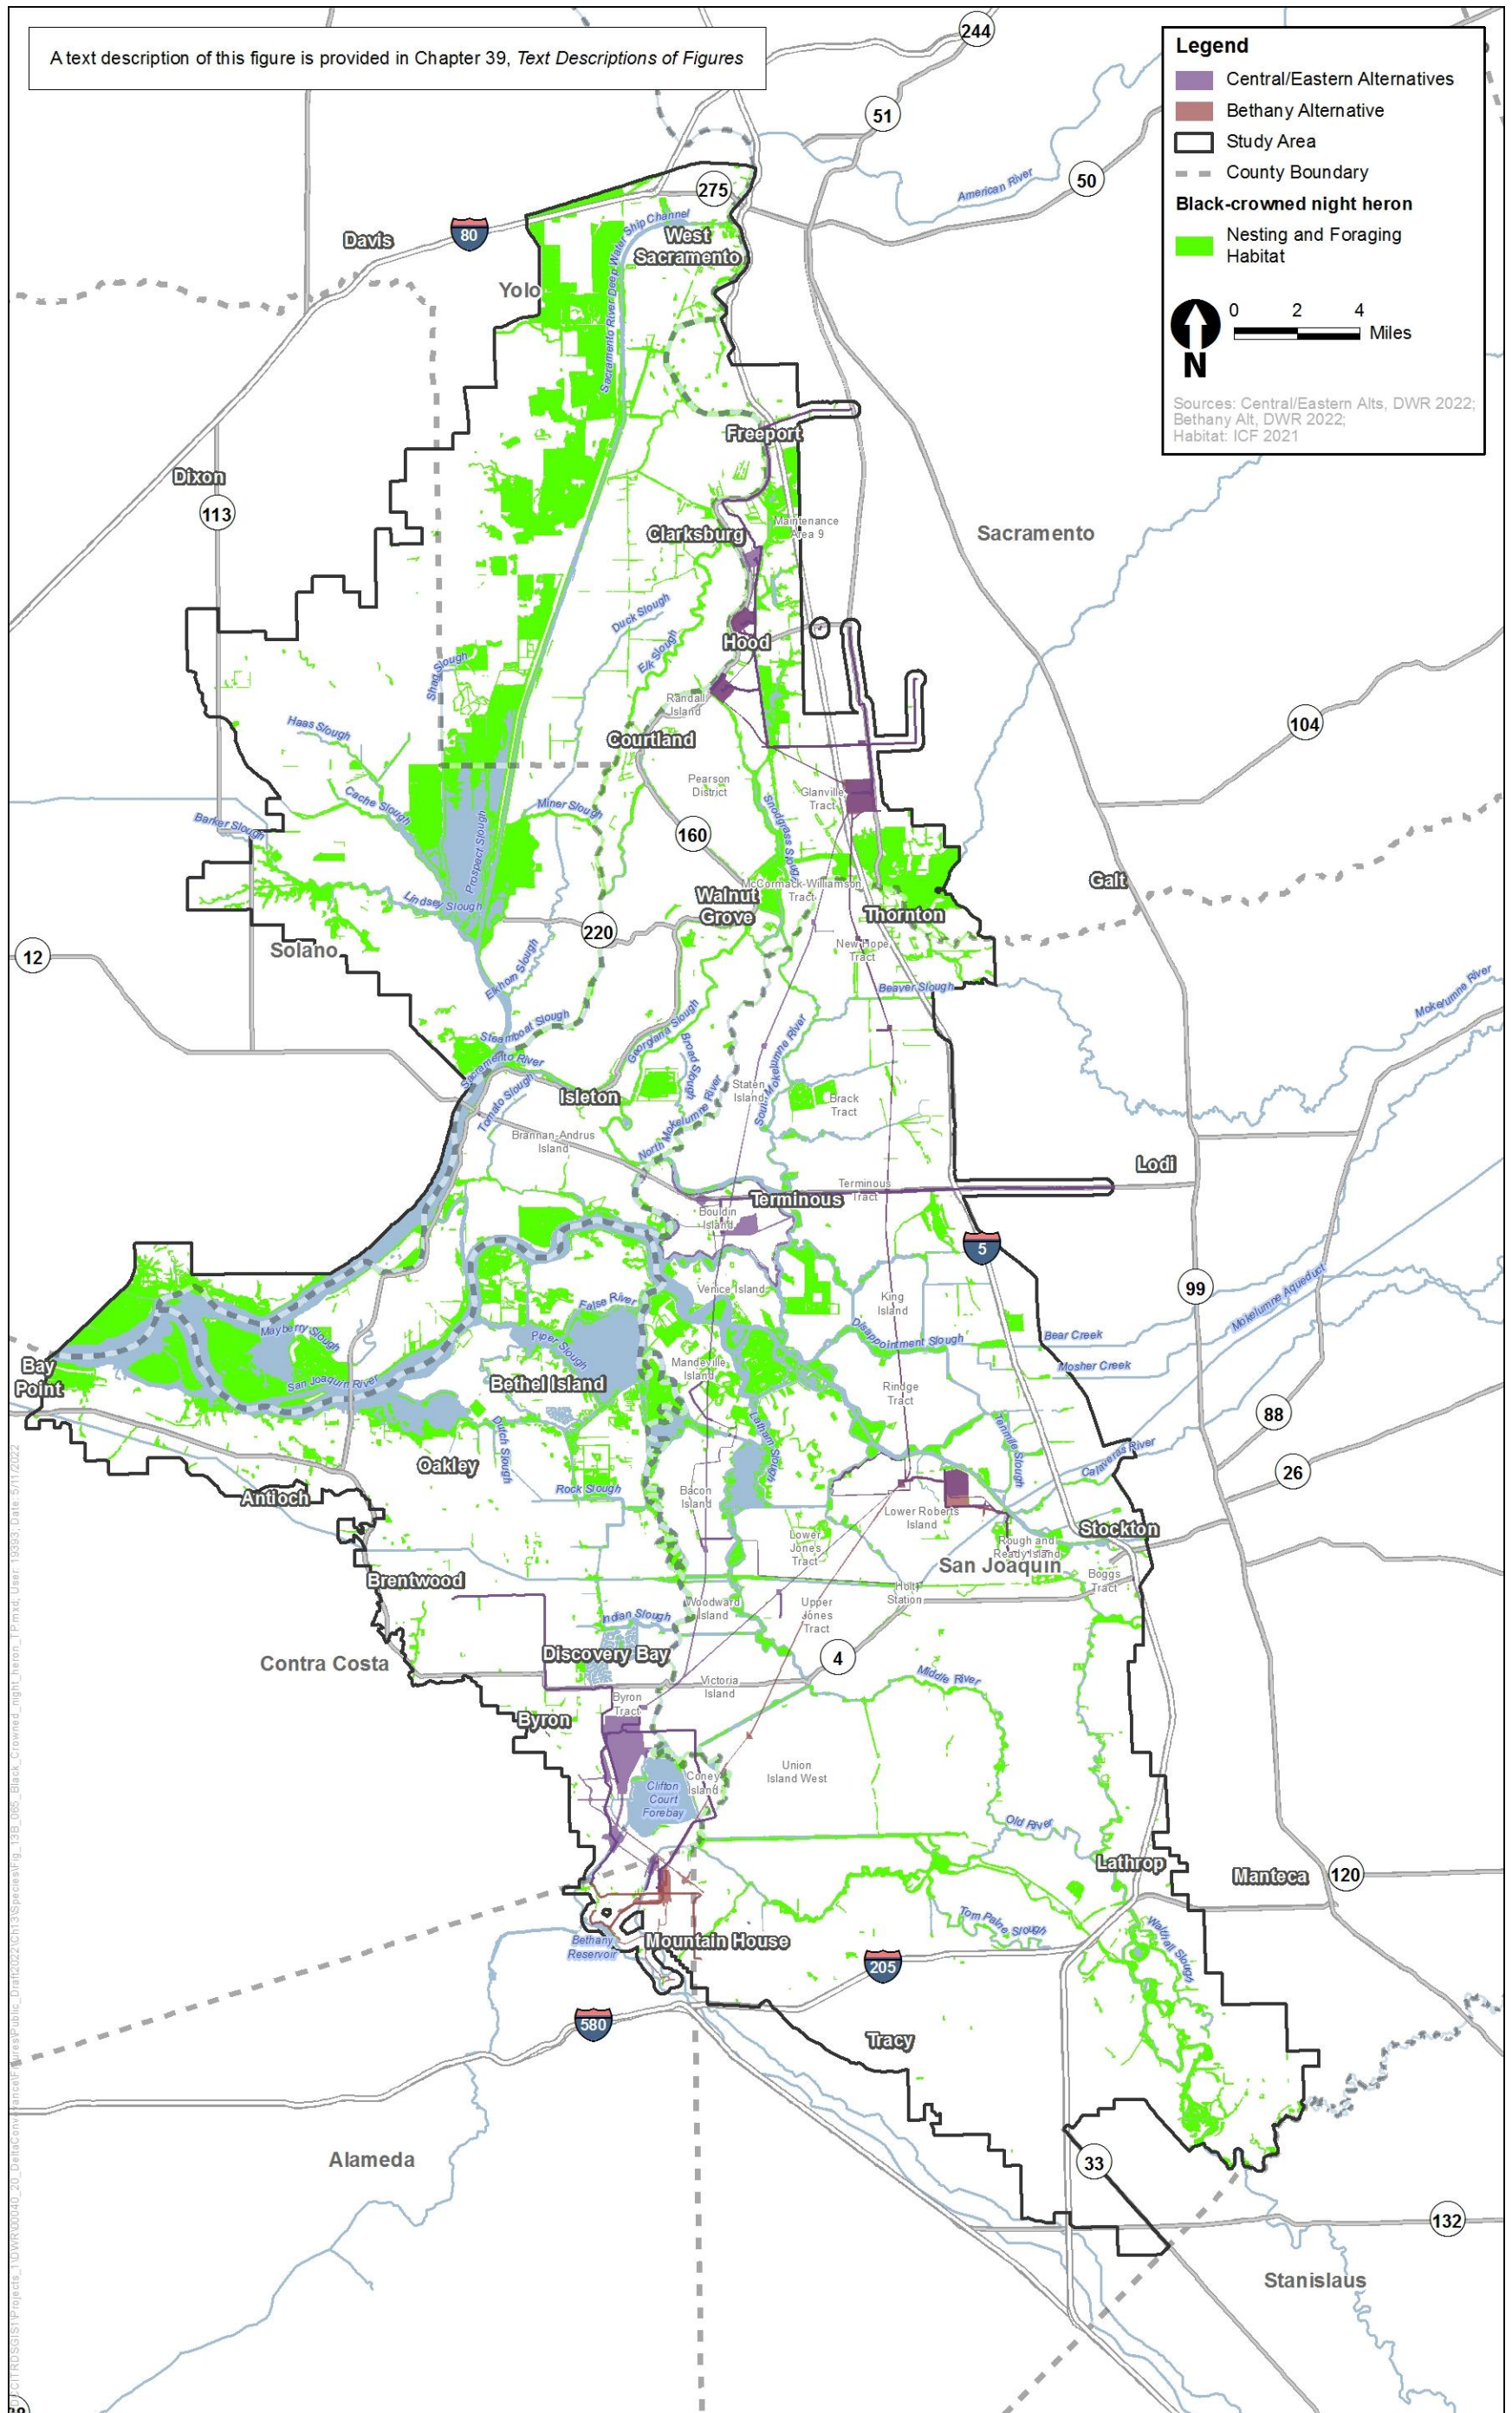 A text description of this figure is provided in Chapter 39, Text Descriptions of Figures
Legend
Central/Eastern Alternatives
Bethany Alternative
Study Area
County Boundary
Black-crowned night heron
Nesting and Foraging
Habitat
0 2 4
Miles
N
Sources: Central/Eastern Alts, DWR 2022;
Bethany Alt, DWR 2022;
Habitat: ICF 2021
244
51
50
American River
275
80
Davis
Sacramento River Deep Water Ship Channel
West
Sacramento
Yolo
Freeport
Dixon
113
Clarksburg
Maintenance
Area 9
Sacramento
Duck Slough
Elk Slough
Hood
Shag Slough
Randall
Island
Haas Slough
Courtland
104
Pearson
District
Glanville
Tract
Cache Slough
Miner Slough
Snodgrass Slough
Barker Slough
Prospect Slough
160
Galt
McCormack-Williamson
Tract
Walnut
Grove
Lindsey Slough
Thornton
220
12
Solano
New Hope
Tract
Elkhorn Slough
Beaver Slough
Mokelumne River
Steamboat Slough
Georgiana Slough
Sacramento River
Broad Slough
South Mokelumne River
Tomato Slough
Isleton
Staten
Island
Brack
Tract
North Mokelumne River
Brannan-Andrus
Island
Lodi
Terminous
Terminous
Tract
Bouldin
Island
5
Venice Island
99
King
Island
Mokelumne Aqueduct
False River
Mayberry Slough
Piper Slough
Disappointment Slough
Bear Creek
Mosher Creek
Bay
Point
San Joaquin River
Bethel Island
Mandeville
Island
Rindge
Tract
88
Dutch Slough
Latham Slough
Tenmile Slough
Calaveras River
Oakley
26
Antioch
Rock Slough
Bacon
Island
Lower Roberts
Island
Stockton
Lower
Jones
Tract
Rough and
Ready Island
San Joaquin
Brentwood
Boggs
Tract
Holt
Station
Woodward
Island
Upper
Jones
Tract
Indian Slough
Discovery Bay
Contra Costa
4
Victoria
Island
Middle River
Byron
Tract
Byron
Union
Island West
Coney
Island
Clifton
Court
Forebay
Old River
Lathrop
Manteca
120
Tom Paine Slough
Walthall Slough
Bethany
Reservoir
Mountain House
205
580
Tracy
Alameda
33
132
Stanislaus